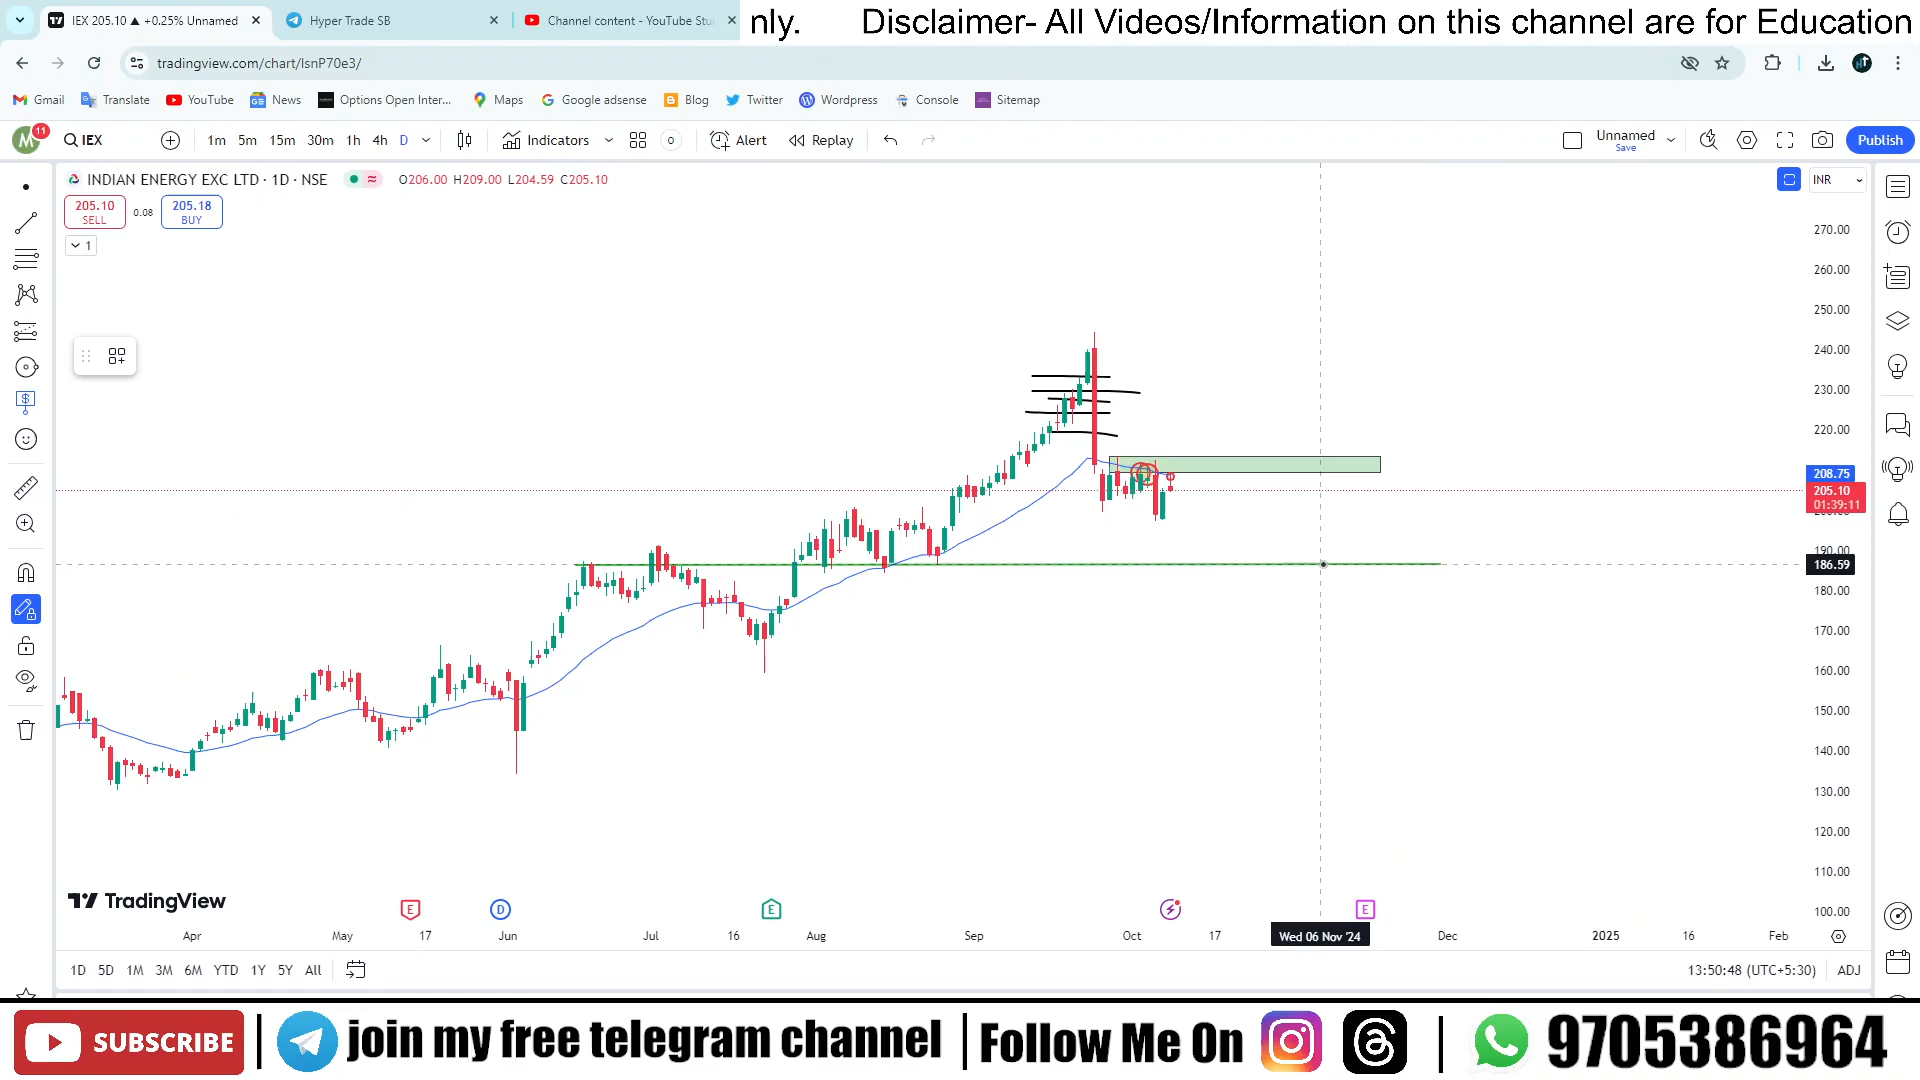 IEX 205.10 ▲ +0.25% Unnamed
Hyper Trade SB
Channel content - YouTube Stu
nly. Disclaimer- All Videos/Information on this channel are for Education
tradingview.com/chart/IsnP70e3/
Gmail Translate YouTube News Options Open Inter... Maps Google adsense Blog Twitter Wordpress Console Sitemap
M 11 IEX 1m 5m 15m 30m 1h 4h D Indicators 0 Alert Replay Unnamed Save Publish
INDIAN ENERGY EXC LTD · 1D · NSE O206.00 H209.00 L204.59 C205.10 INR
205.10 SELL 0.08 205.18 BUY
1
270.00
260.00
250.00
240.00
230.00
220.00
208.75
205.10
01:39:11
190.00
186.59
180.00
170.00
160.00
150.00
140.00
130.00
120.00
110.00
100.00
TradingView
E D E E
Apr May 17 Jun Jul 16 Aug Sep Oct 17 Wed 06 Nov '24 Dec 2025 16 Feb
1D 5D 1M 3M 6M YTD 1Y 5Y All 13:50:48 (UTC+5:30) ADJ
SUBSCRIBE | join my free telegram channel | Follow Me On | 9705386964